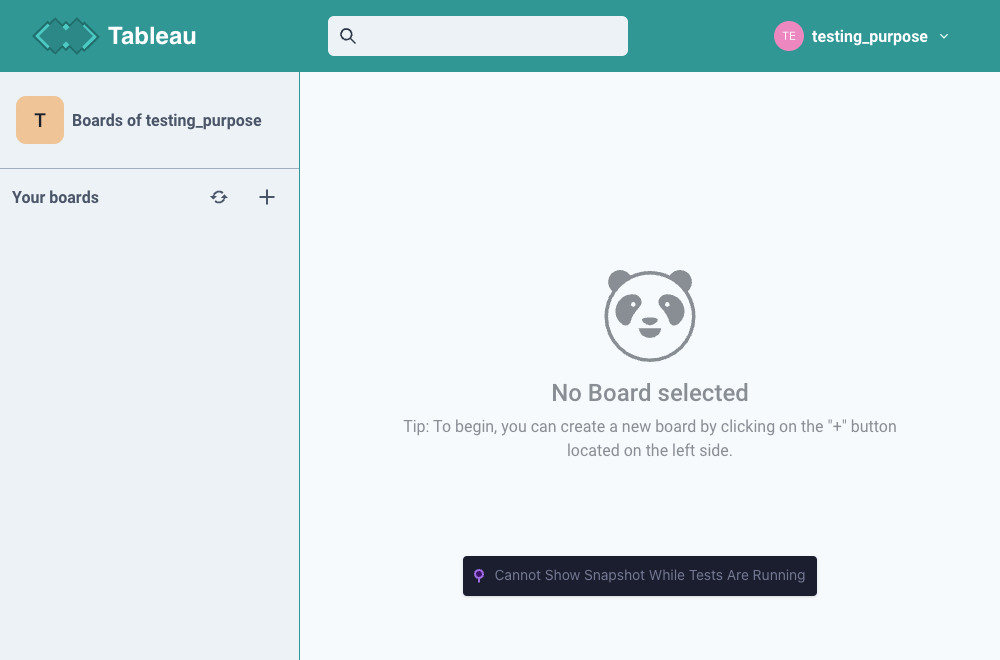 Tableau
TE
testing_purpose
T
Boards of testing_purpose
Your boards
No Board selected
Tip: To begin, you can create a new board by clicking on the "+" button
located on the left side.
Cannot Show Snapshot While Tests Are Running